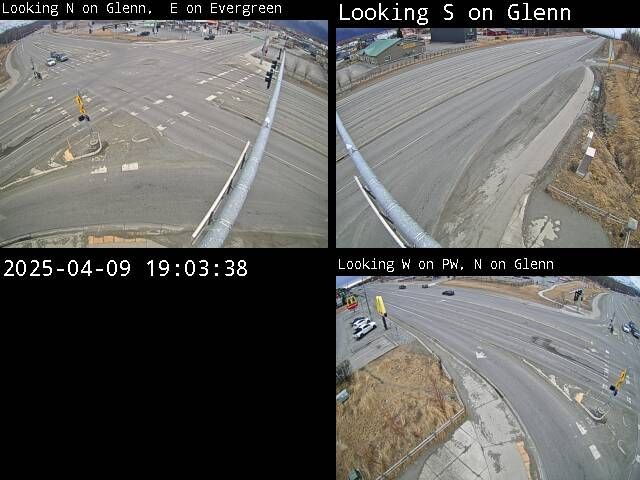 Looking N on Glenn,  E on Evergreen
Looking S on Glenn
2025-04-09 19:03:38
Looking W on PW, N on Glenn